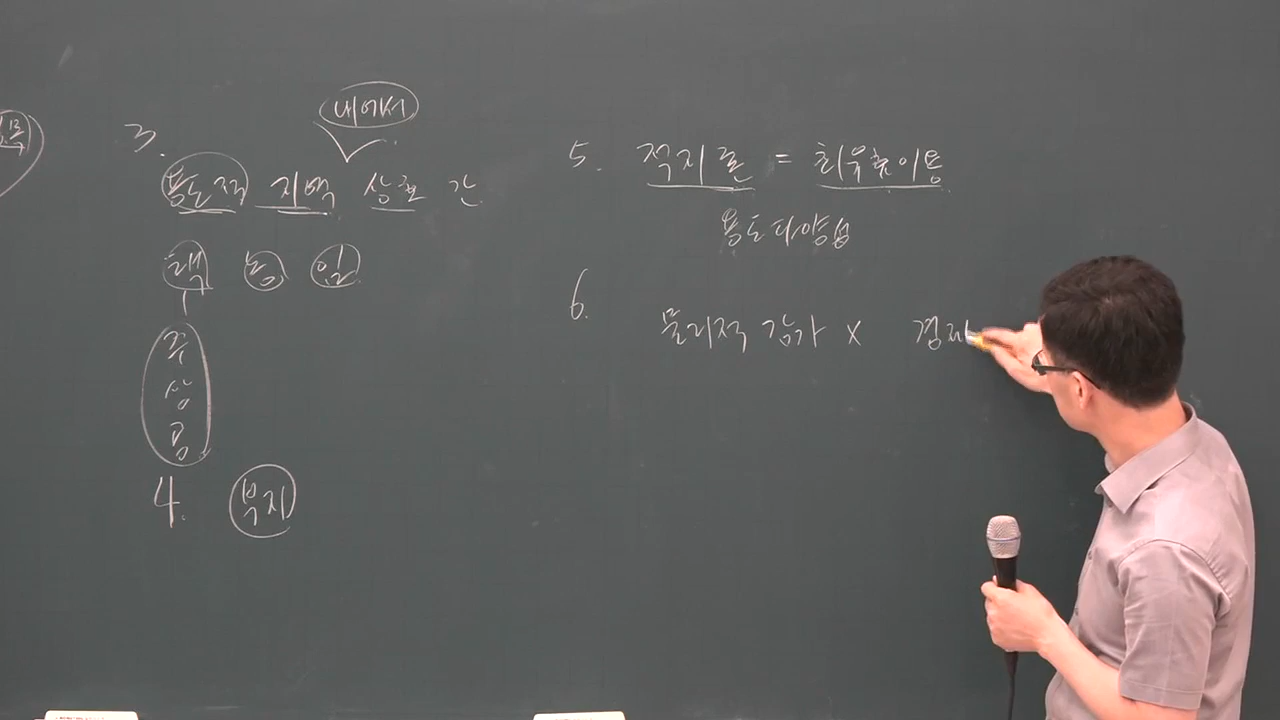 3.
내에서
용도적 지역 상호 간
택 농 임
주
상
공
4. 부지
5. 적지론 = 최유효이용
용도 다양성
6.
물리적 감가 x 경제